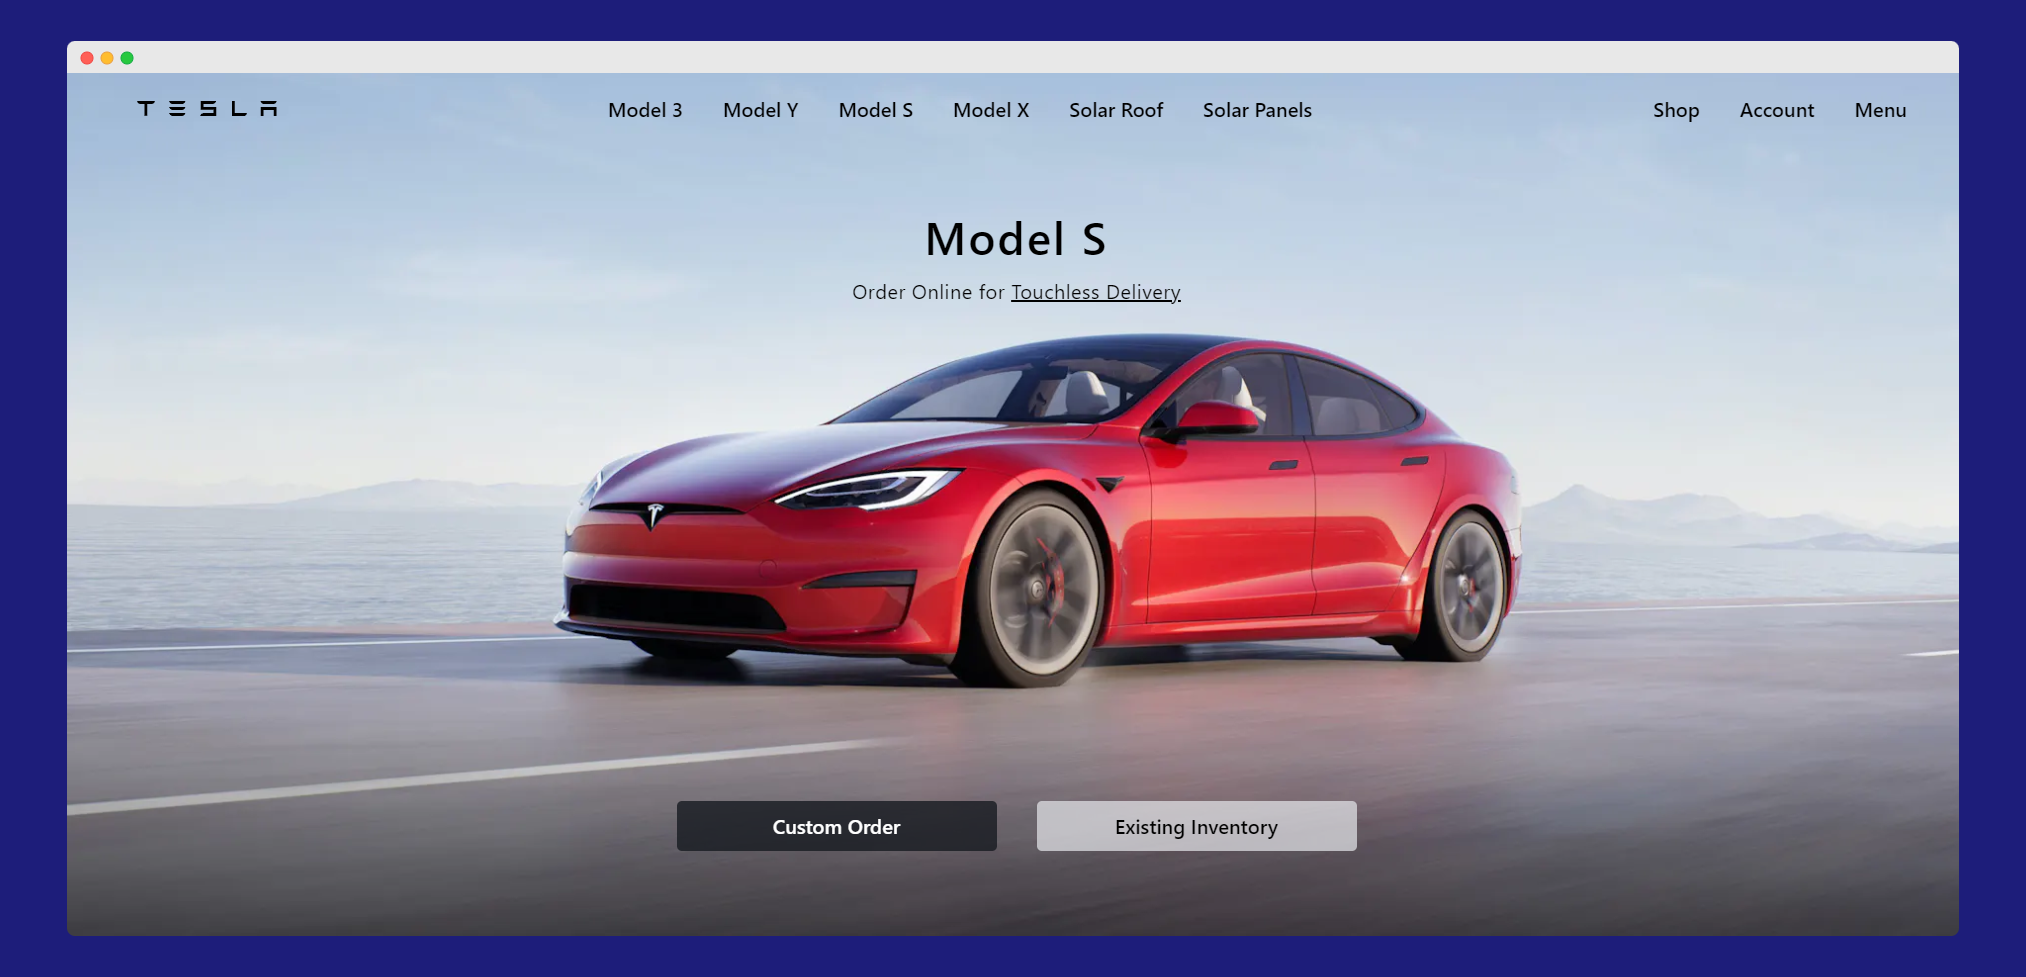 TESLA Model 3 Model Y Model S Model X Solar Roof Solar Panels Shop Account Menu
Model S
Order Online for Touchless Delivery
Custom Order Existing Inventory